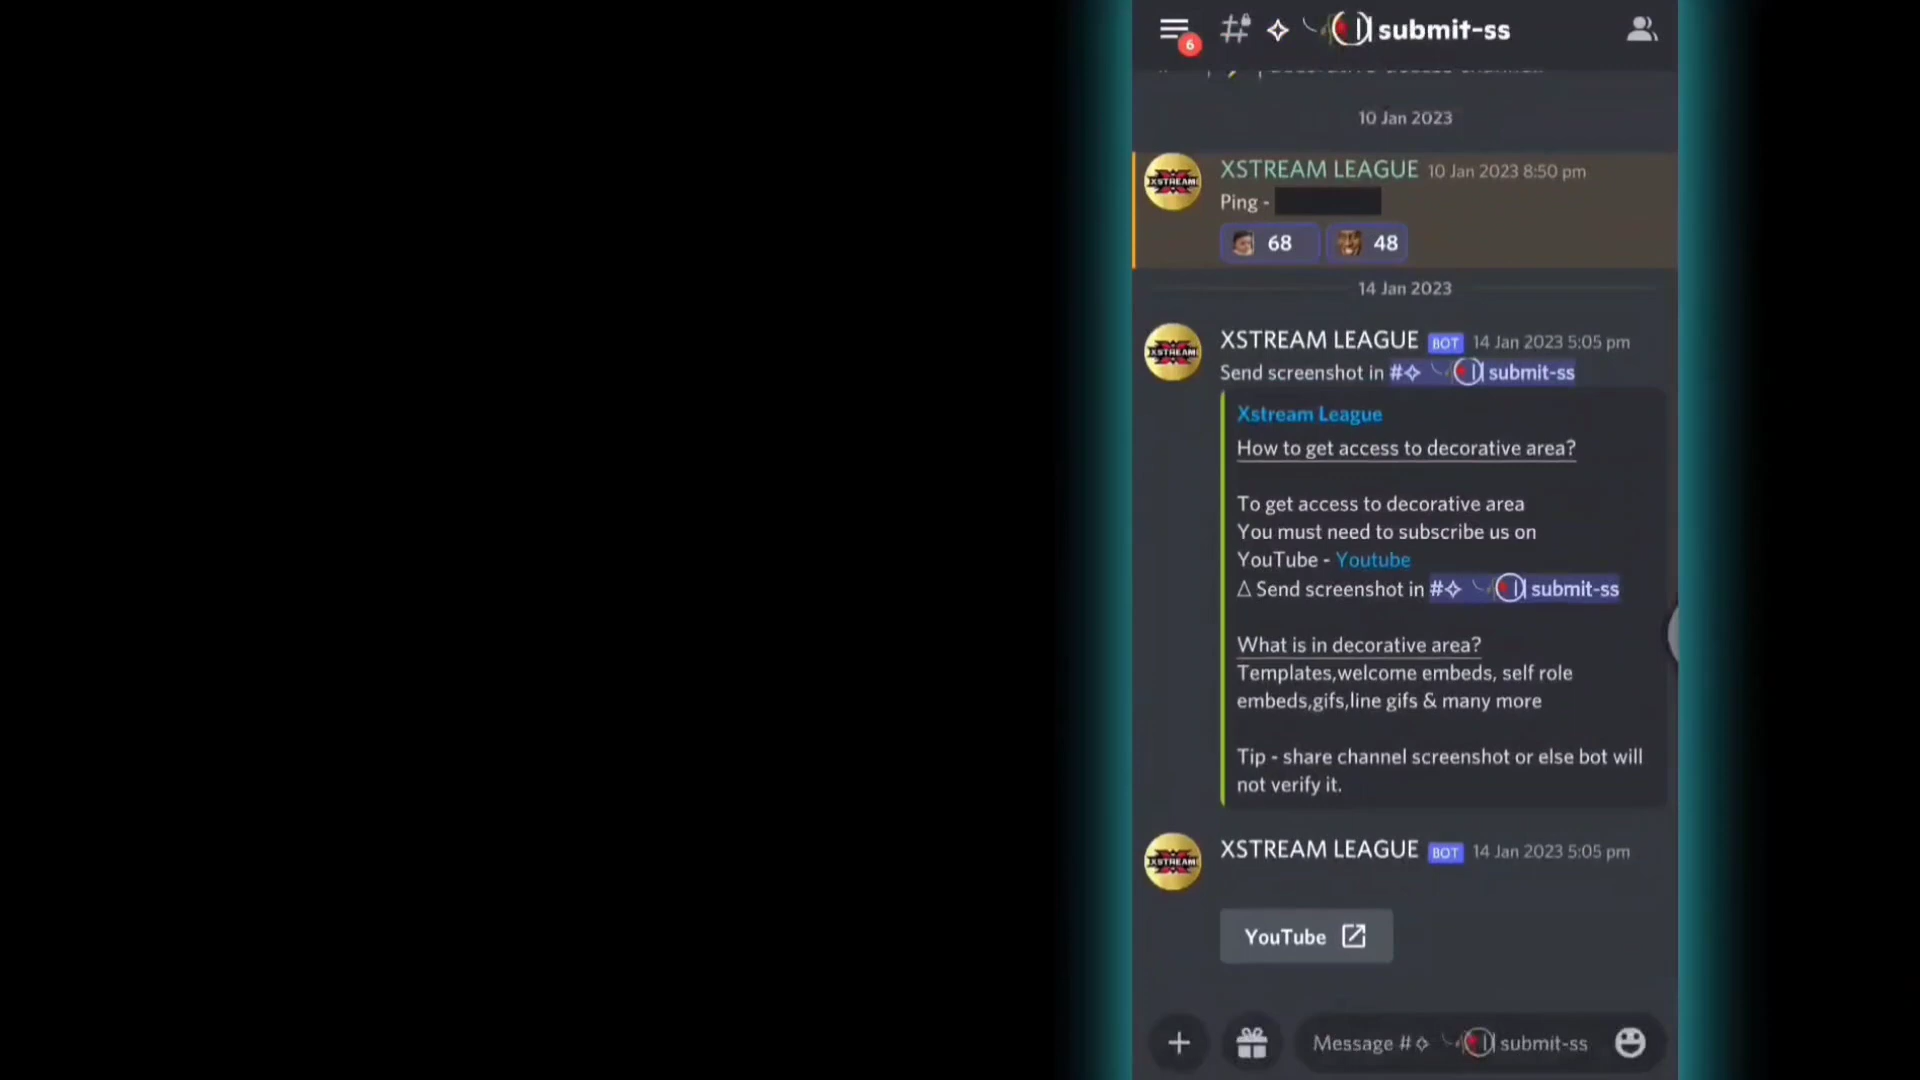 6
# submit-ss
10 Jan 2023
XSTREAM
XSTREAM LEAGUE 10 Jan 2023 8:50 pm
Ping -
68 48
14 Jan 2023
XSTREAM
XSTREAM LEAGUE BOT 14 Jan 2023 5:05 pm
Send screenshot in # submit-ss
Xstream League
How to get access to decorative area?
To get access to decorative area
You must need to subscribe us on
YouTube - Youtube
Δ Send screenshot in # submit-ss
What is in decorative area?
Templates,welcome embeds, self role
embeds,gifs,line gifs & many more
Tip - share channel screenshot or else bot will
not verify it.
XSTREAM
XSTREAM LEAGUE BOT 14 Jan 2023 5:05 pm
YouTube
Message # submit-ss